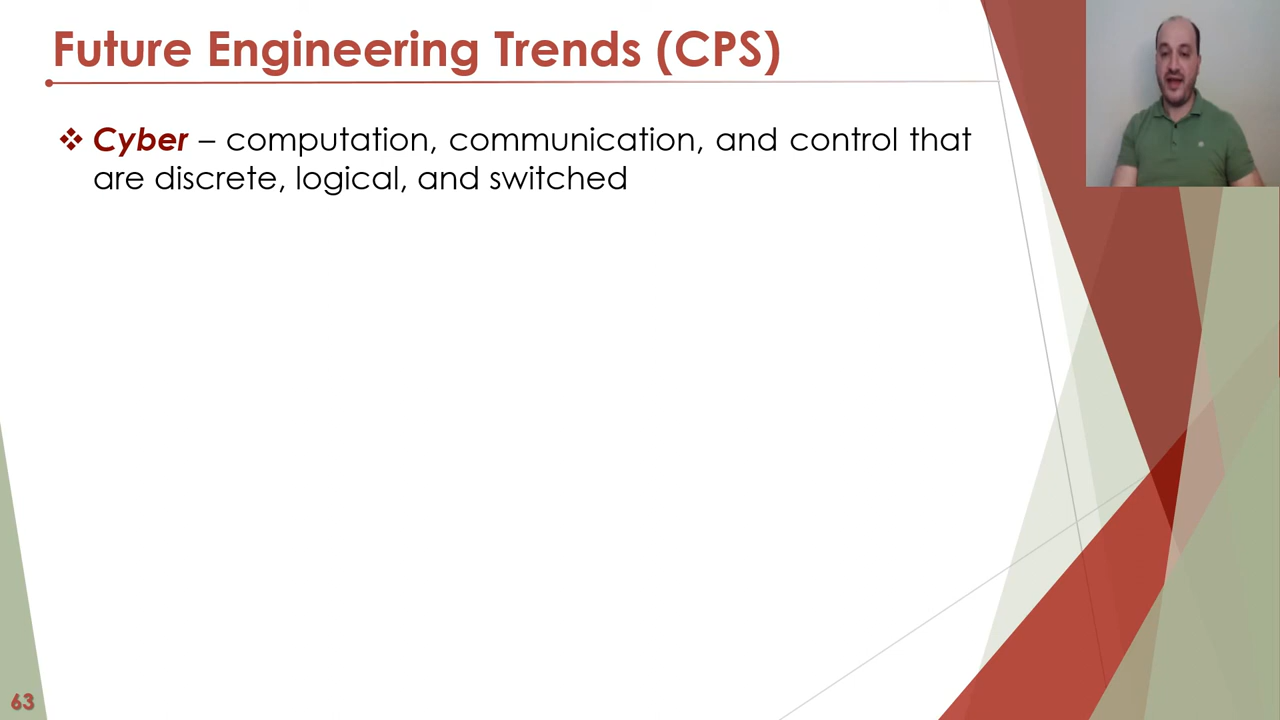 Future Engineering Trends (CPS)
❖ Cyber – computation, communication, and control that
are discrete, logical, and switched
63